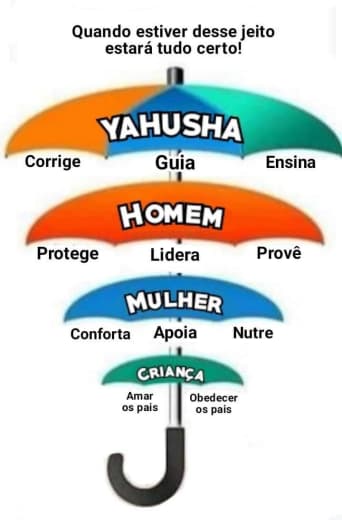 Quando estiver desse jeito
estará tudo certo!
YAHUSHA
Corrige Guia Ensina
HOMEM
Protege Lidera Provê
MULHER
Conforta Apoia Nutre
CRIANÇA
Amar Obedecer
os pais os pais